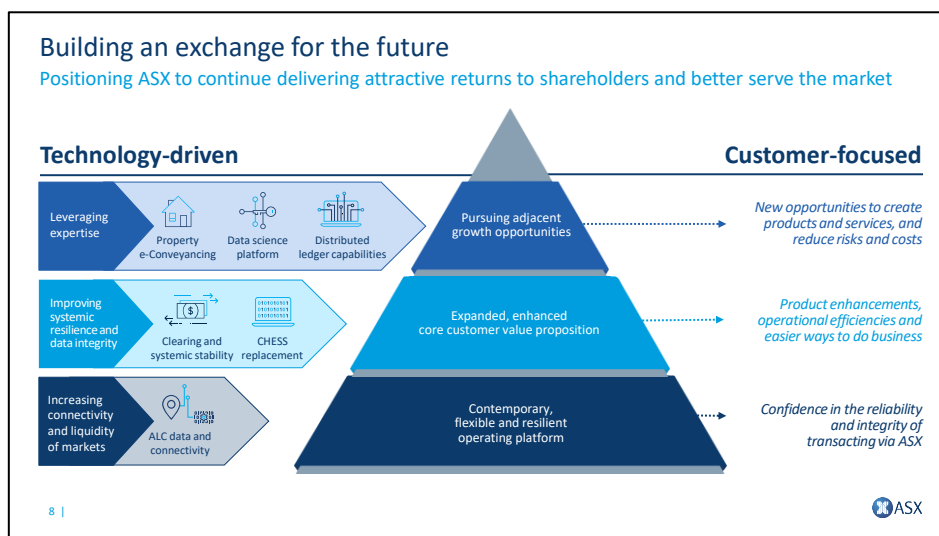 Building an exchange for the future
Positioning ASX to continue delivering attractive returns to shareholders and better serve the market
Technology-driven
Customer-focused
Leveraging
expertise
Property
e-Conveyancing
Data science
platform
Distributed
ledger capabilities
Pursuing adjacent
growth opportunities
New opportunities to create
products and services, and
reduce risks and costs
Improving
systemic
resilience and
data integrity
Clearing and
systemic stability
0101010101
0101010101
0101010101
CHESS
replacement
Expanded, enhanced
core customer value proposition
Product enhancements,
operational efficiencies and
easier ways to do business
Increasing
connectivity
and liquidity
of markets
ALC data and
connectivity
Contemporary,
flexible and resilient
operating platform
Confidence in the reliability
and integrity of
transacting via ASX
8 |
ASX